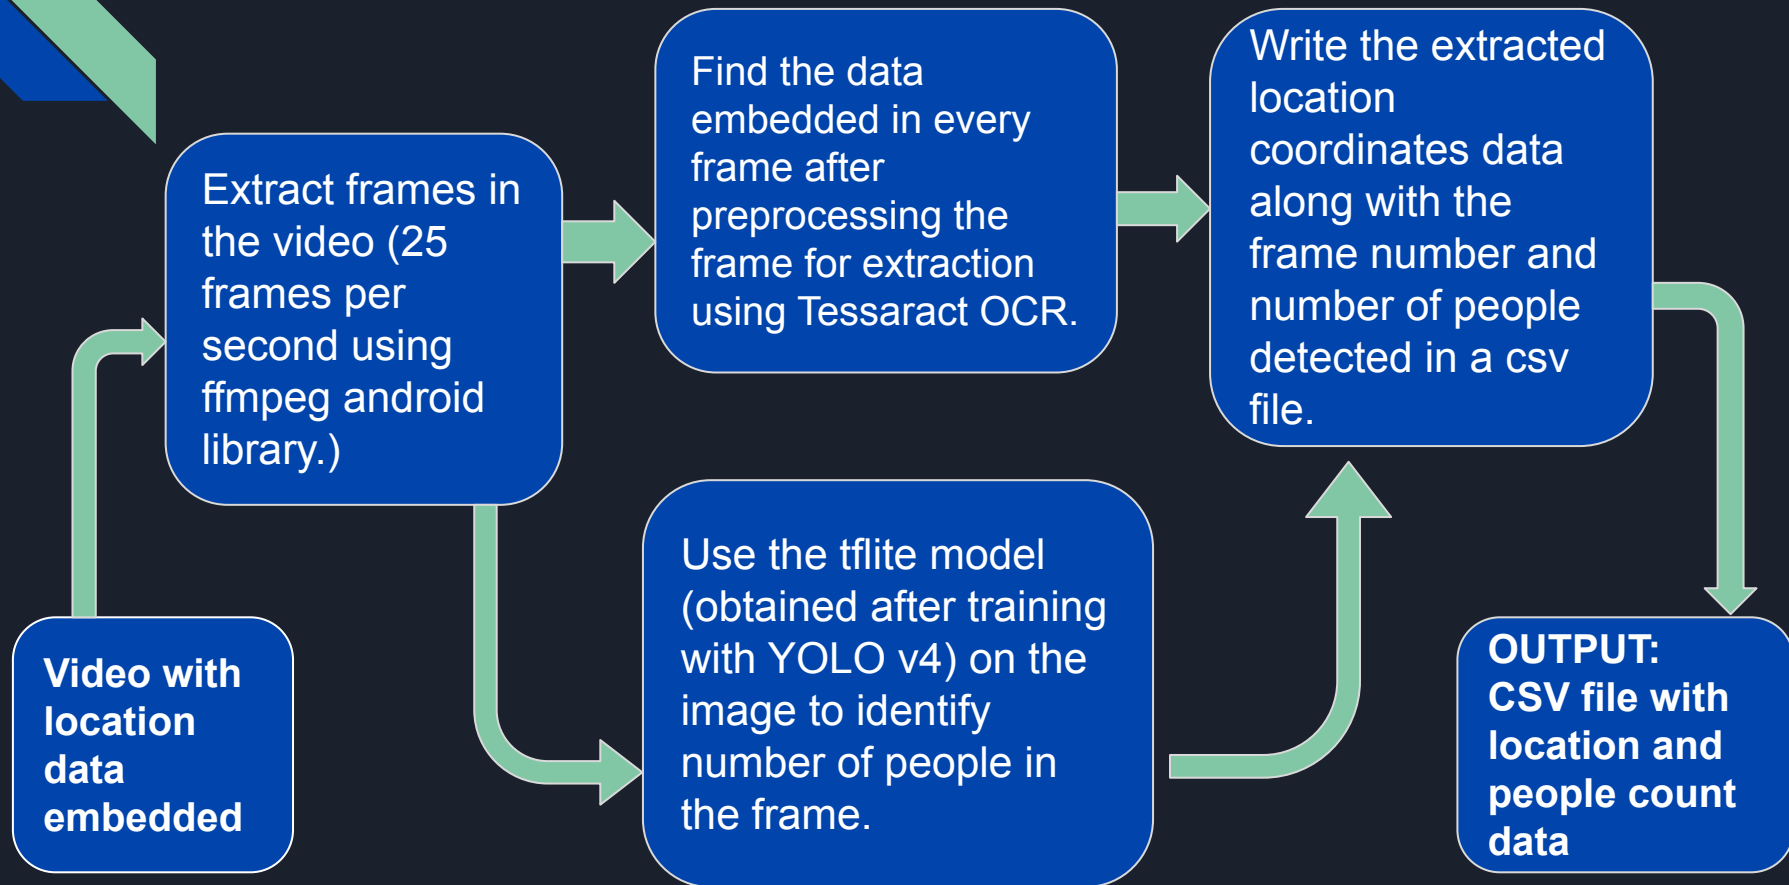 Video with
location
data
embedded
Extract frames in
the video (25
frames per
second using
ffmpeg android
library.)
Find the data
embedded in every
frame after
preprocessing the
frame for extraction
using Tessaract OCR.
Use the tflite model
(obtained after training
with YOLO v4) on the
image to identify
number of people in
the frame.
Write the extracted
location
coordinates data
along with the
frame number and
number of people
detected in a csv
file.
OUTPUT:
CSV file with
location and
people count
data